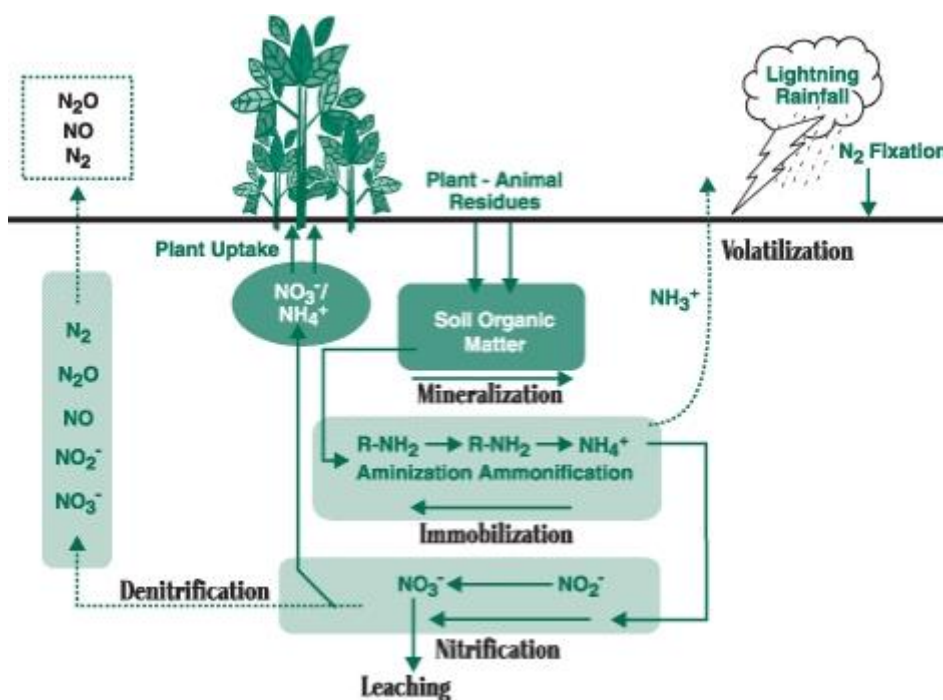 N₂O
NO
N₂
Lightning
Rainfall
N₂ Fixation
Plant - Animal
Residues
Plant Uptake
Volatilization
NO₃⁻/
NH₄⁺
NH₃⁺
Soil Organic
Matter
Mineralization
N₂
N₂O
NO
NO₂⁻
NO₃⁻
R-NH₂ → R-NH₂ → NH₄⁺
Aminization Ammonification
Immobilization
Denitrification
NO₃⁻ ← NO₂⁻
Nitrification
Leaching